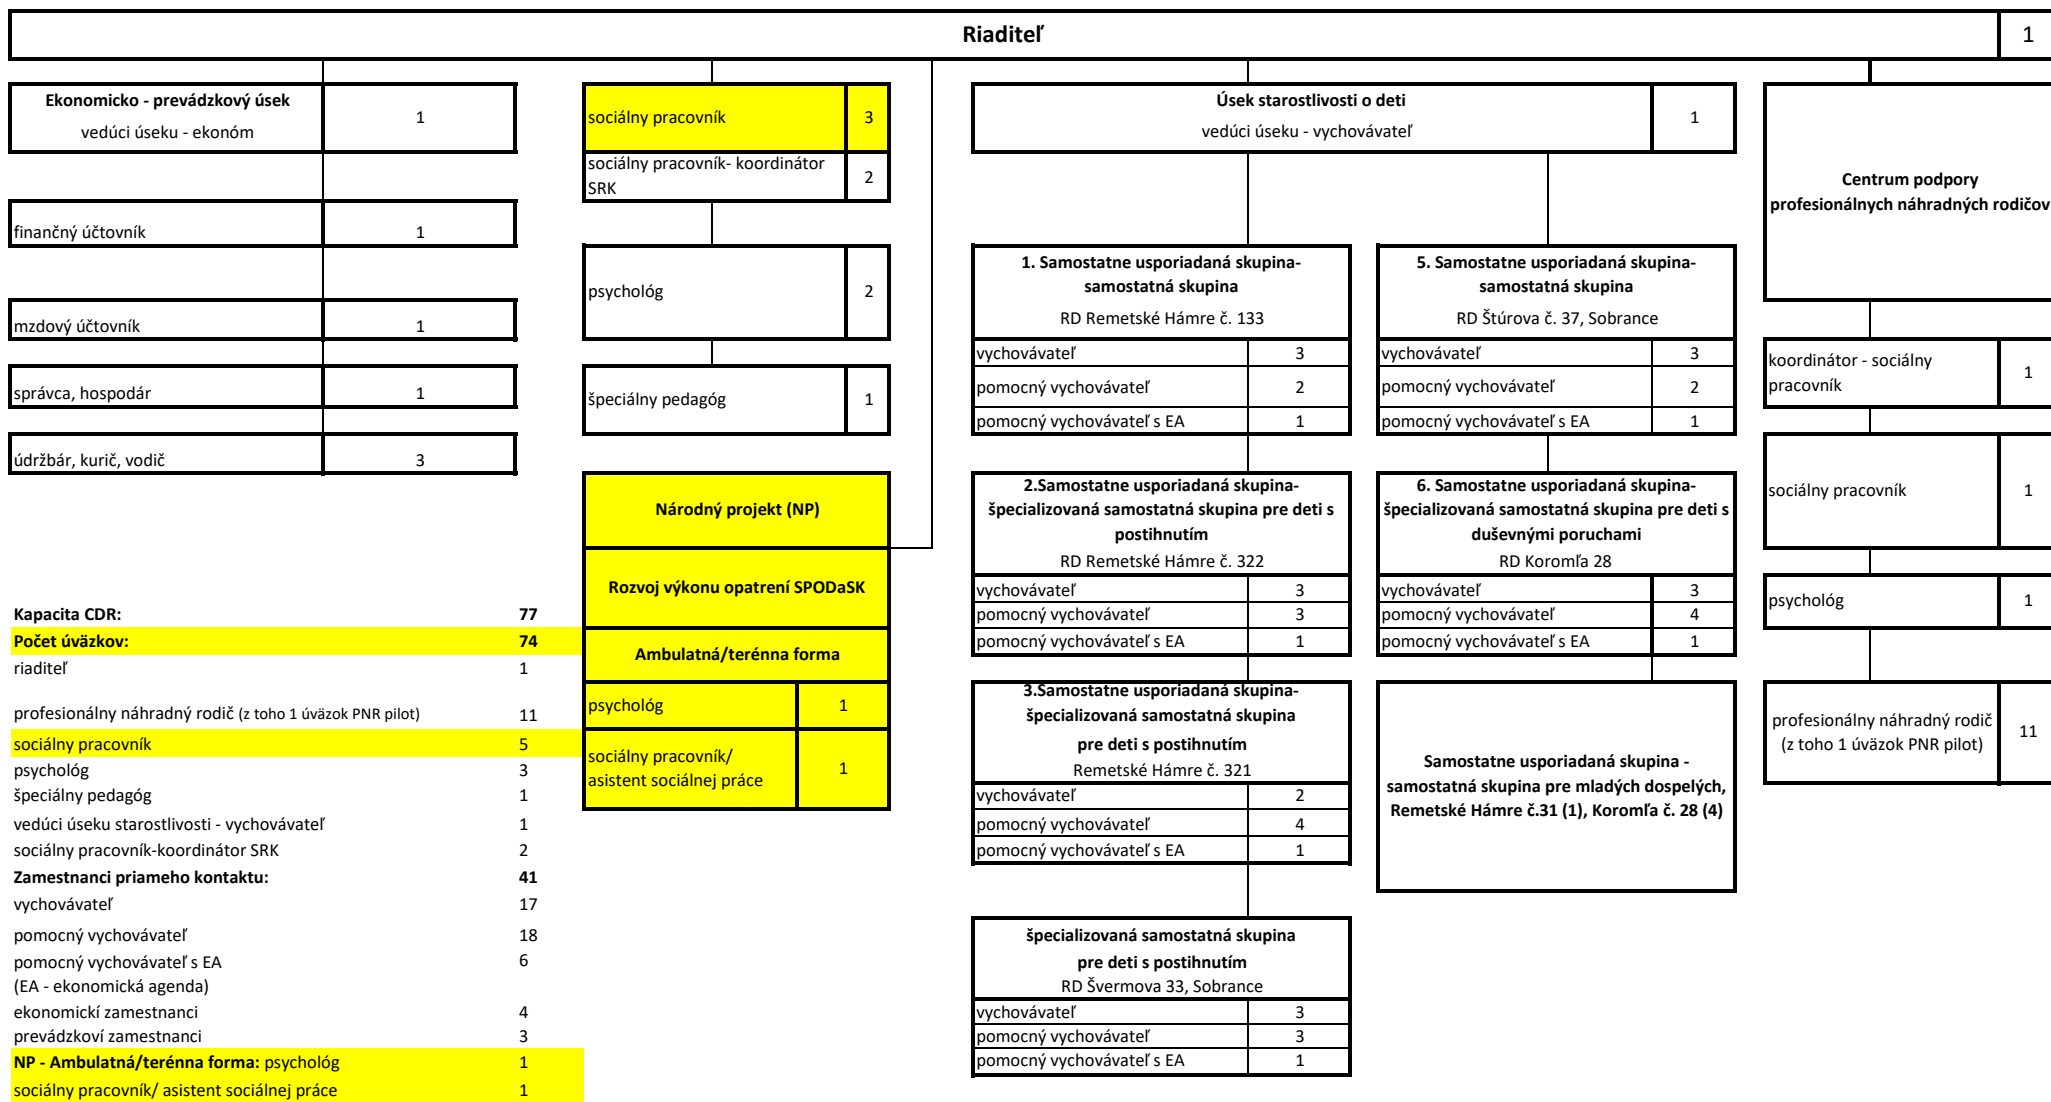 Riaditeľ 1
Ekonomicko - prevádzkový úsek
vedúci úseku - ekonóm 1
finančný účtovník 1
mzdový účtovník 1
správca, hospodár 1
údržbár, kurič, vodič 3
sociálny pracovník 3
sociálny pracovník- koordinátor
SRK 2
psychológ 2
špeciálny pedagóg 1
Národný projekt (NP)
Rozvoj výkonu opatrení SPODaSK
Ambulatná/terénna forma
psychológ 1
sociálny pracovník/
asistent sociálnej práce 1
Úsek starostlivosti o deti
vedúci úseku - vychovávateľ 1
1. Samostatne usporiadaná skupina-
samostatná skupina
RD Remetské Hámre č. 133
vychovávateľ 3
pomocný vychovávateľ 2
pomocný vychovávateľ s EA 1
2.Samostatne usporiadaná skupina-
špecializovaná samostatná skupina pre deti s
postihnutím
RD Remetské Hámre č. 322
vychovávateľ 3
pomocný vychovávateľ 3
pomocný vychovávateľ s EA 1
3.Samostatne usporiadaná skupina-
špecializovaná samostatná skupina
pre deti s postihnutím
Remetské Hámre č. 321
vychovávateľ 2
pomocný vychovávateľ 4
pomocný vychovávateľ s EA 1
špecializovaná samostatná skupina
pre deti s postihnutím
RD Švermova 33, Sobrance
vychovávateľ 3
pomocný vychovávateľ 3
pomocný vychovávateľ s EA 1
5. Samostatne usporiadaná skupina-
samostatná skupina
RD Štúrova č. 37, Sobrance
vychovávateľ 3
pomocný vychovávateľ 2
pomocný vychovávateľ s EA 1
6. Samostatne usporiadaná skupina-
špecializovaná samostatná skupina pre deti s
duševnými poruchami
RD Koromľa 28
vychovávateľ 3
pomocný vychovávateľ 4
pomocný vychovávateľ s EA 1
Samostatne usporiadaná skupina -
samostatná skupina pre mladých dospelých,
Remetské Hámre č.31 (1), Koromľa č. 28 (4)
Centrum podpory
profesionálnych náhradných rodičov
koordinátor - sociálny
pracovník 1
sociálny pracovník 1
psychológ 1
profesionálny náhradný rodič
(z toho 1 úväzok PNR pilot) 11
Kapacita CDR: 77
Počet úväzkov: 74
riaditeľ 1
profesionálny náhradný rodič (z toho 1 úväzok PNR pilot) 11
sociálny pracovník 5
psychológ 3
špeciálny pedagóg 1
vedúci úseku starostlivosti - vychovávateľ 1
sociálny pracovník-koordinátor SRK 2
Zamestnanci priameho kontaktu: 41
vychovávateľ 17
pomocný vychovávateľ 18
pomocný vychovávateľ s EA 6
(EA - ekonomická agenda)
ekonomickí zamestnanci 4
prevádzkoví zamestnanci 3
NP - Ambulatná/terénna forma: psychológ 1
sociálny pracovník/ asistent sociálnej práce 1